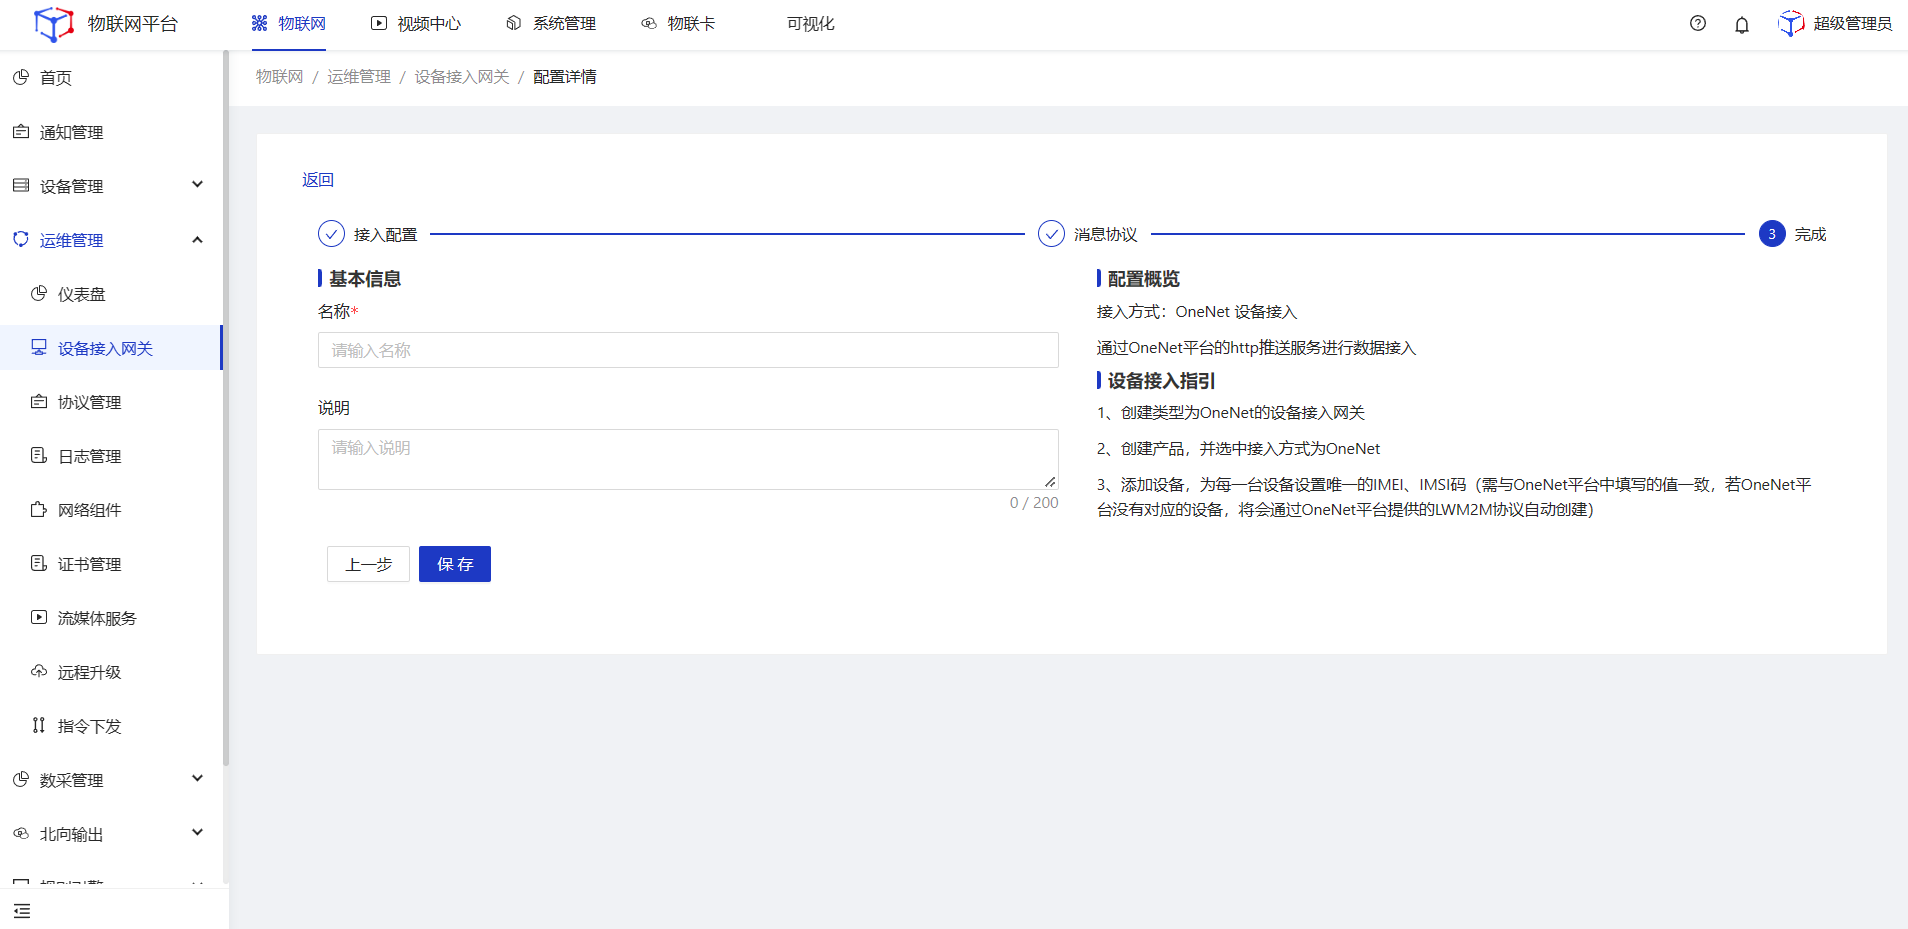 物联网平台
物联网
视频中心
系统管理
物联卡
可视化
超级管理员
首页
通知管理
设备管理
运维管理
仪表盘
设备接入网关
协议管理
日志管理
网络组件
证书管理
流媒体服务
远程升级
指令下发
数采管理
北向输出
物联网 / 运维管理 / 设备接入网关 / 配置详情
返回
接入配置
消息协议
3 完成
基本信息
名称*
请输入名称
说明
请输入说明
0 / 200
上一步
保存
配置概览
接入方式：OneNet 设备接入
通过OneNet平台的http推送服务进行数据接入
设备接入指引
1、创建类型为OneNet的设备接入网关
2、创建产品，并选中接入方式为OneNet
3、添加设备，为每一台设备设置唯一的IMEI、IMSI码（需与OneNet平台中填写的值一致，若OneNet平
台没有对应的设备，将会通过OneNet平台提供的LWM2M协议自动创建）